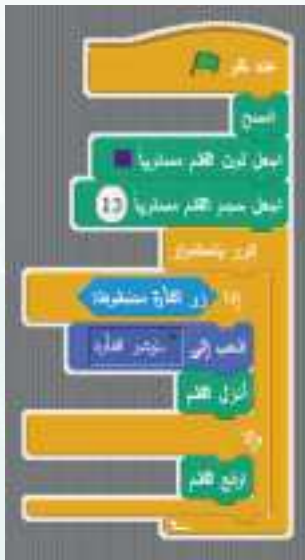 عند نقر
امسح
اجعل لون القلم مساويا
اجعل حجم القلم مساويا 13
كرر باستمرار
إذا زر الفأرة مضغوطة؟
اذهب إلى مؤشر الفأرة
أنزل القلم
وإلا
ارفع القلم